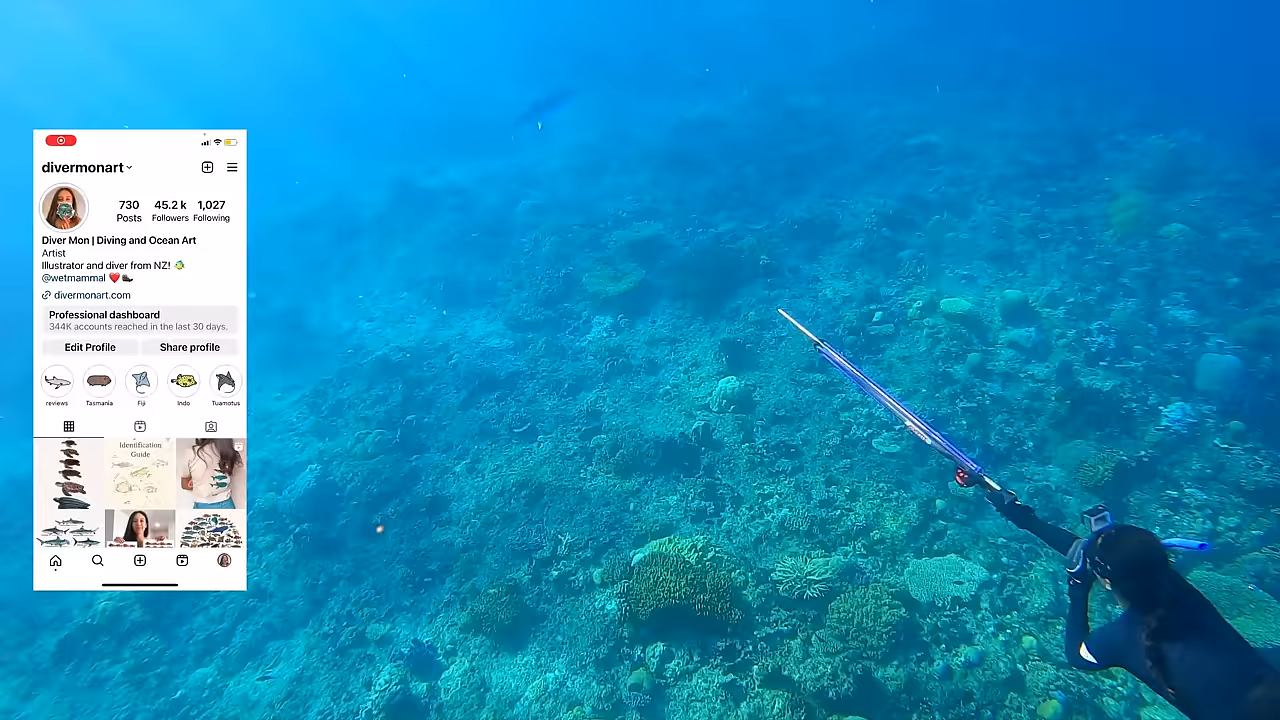 divermonart
730 45.2 k 1,027
Posts Followers Following
Diver Mon | Diving and Ocean Art
Artist
Illustrator and diver from NZ! 🐠
@wetmammal ❤️🥾
divermonart.com
Professional dashboard
344K accounts reached in the last 30 days.
Edit Profile Share profile
reviews Tasmania Fiji Indo Tuamotus
Identification
Guide